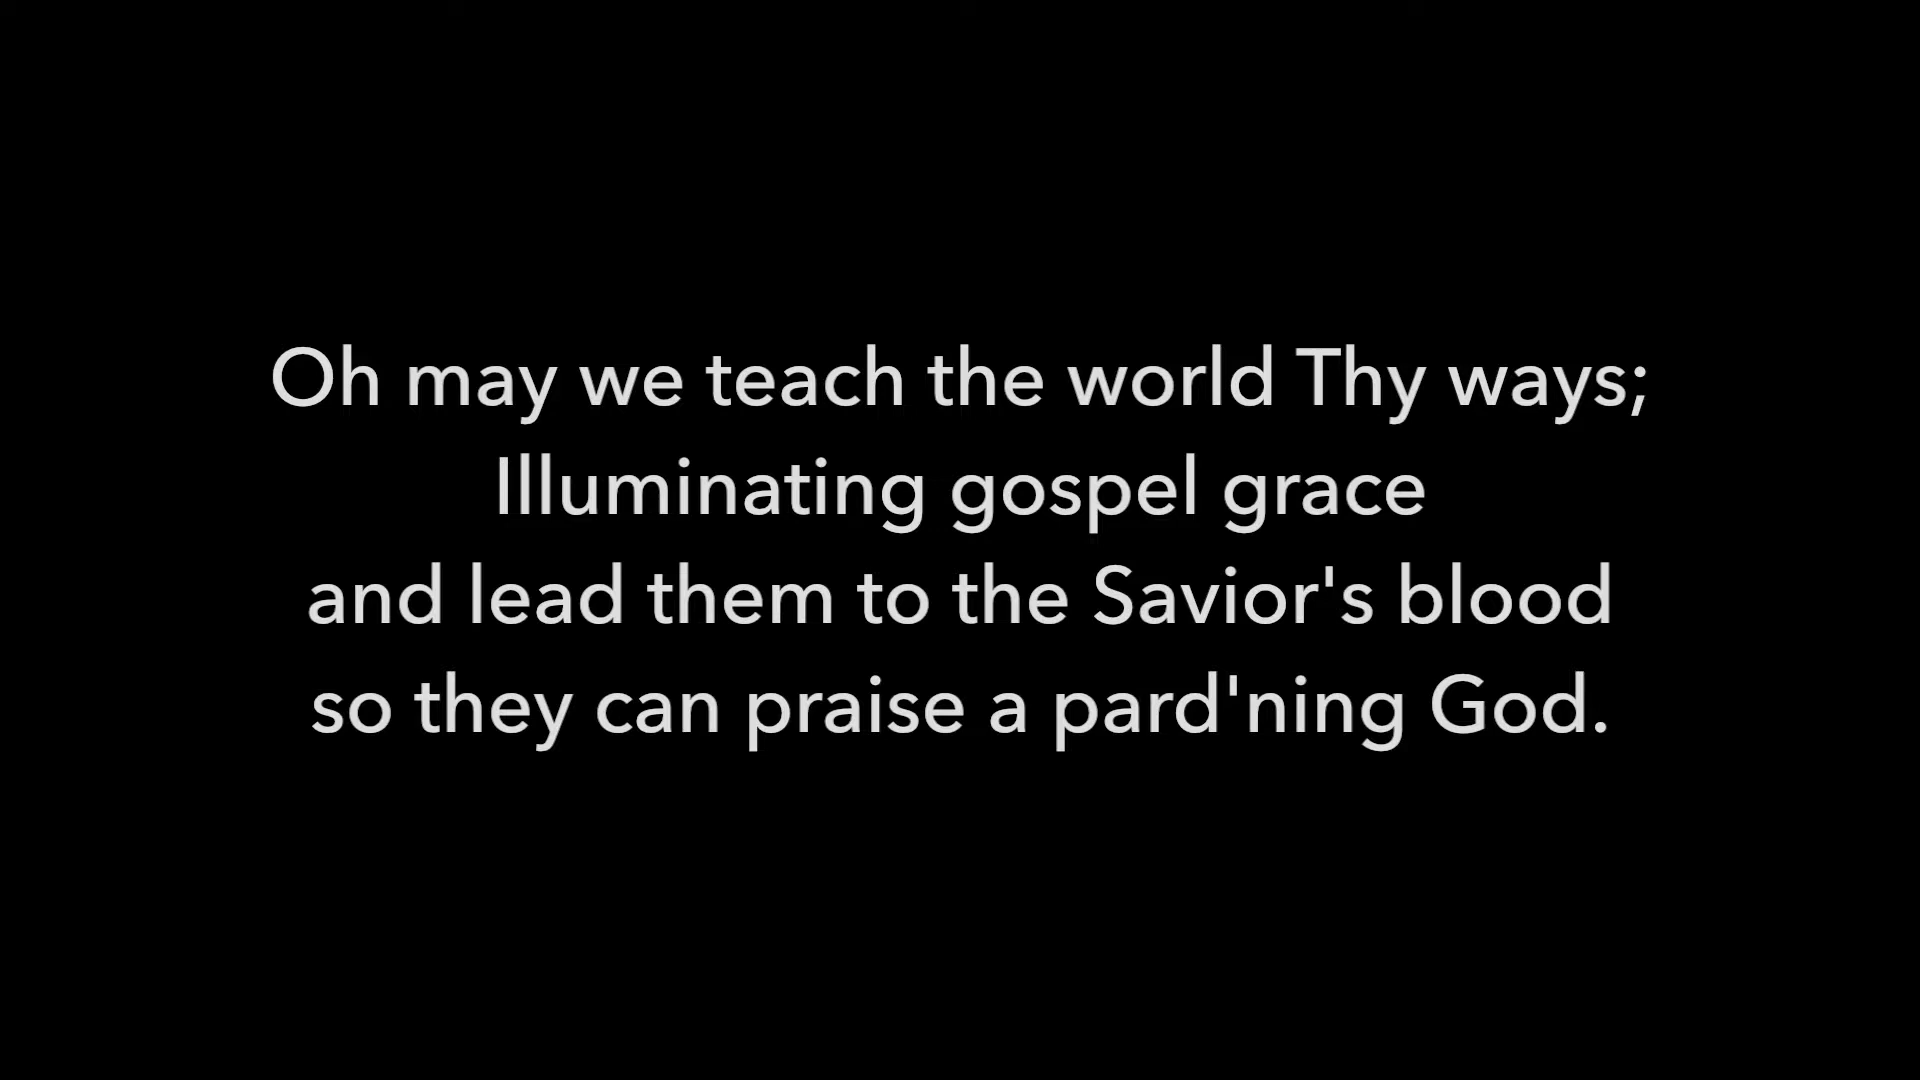 Oh may we teach the world Thy ways;
Illuminating gospel grace
and lead them to the Savior's blood
so they can praise a pard'ning God.